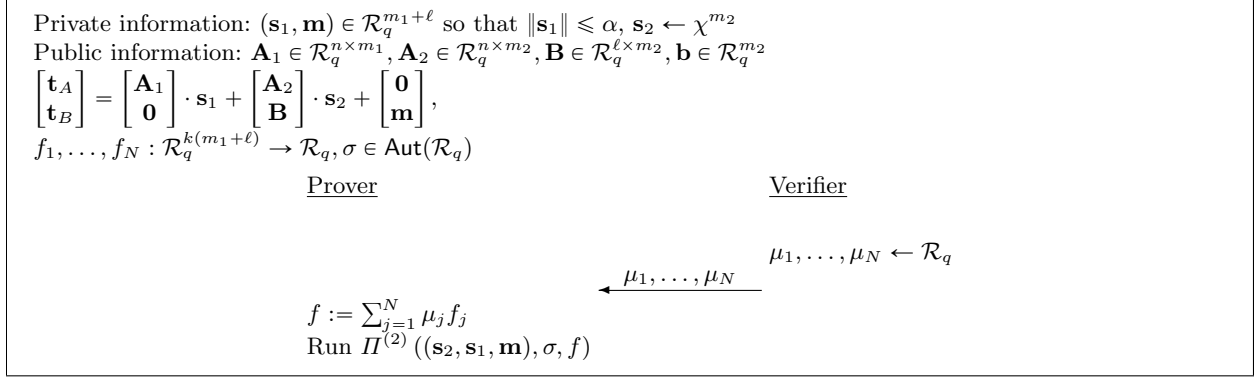 Private information: (𝐬₁, 𝐦) ∈ ℛ_q^{m₁+ℓ} so that ‖𝐬₁‖ ⩽ α, 𝐬₂ ← χ^{m₂}
Public information: 𝐀₁ ∈ ℛ_q^{n×m₁}, 𝐀₂ ∈ ℛ_q^{n×m₂}, 𝐁 ∈ ℛ_q^{ℓ×m₂}, 𝐛 ∈ ℛ_q^{m₂}
[𝐭_A; 𝐭_B] = [𝐀₁; 𝟎] · 𝐬₁ + [𝐀₂; 𝐁] · 𝐬₂ + [𝟎; 𝐦],
f₁, . . . , f_N : ℛ_q^{k(m₁+ℓ)} → ℛ_q, σ ∈ Aut(ℛ_q)
Prover Verifier
μ₁, . . . , μ_N ← ℛ_q
μ₁, . . . , μ_N
f := ∑_{j=1}^{N} μ_j f_j
Run Π^{(2)} ((𝐬₂, 𝐬₁, 𝐦), σ, f)